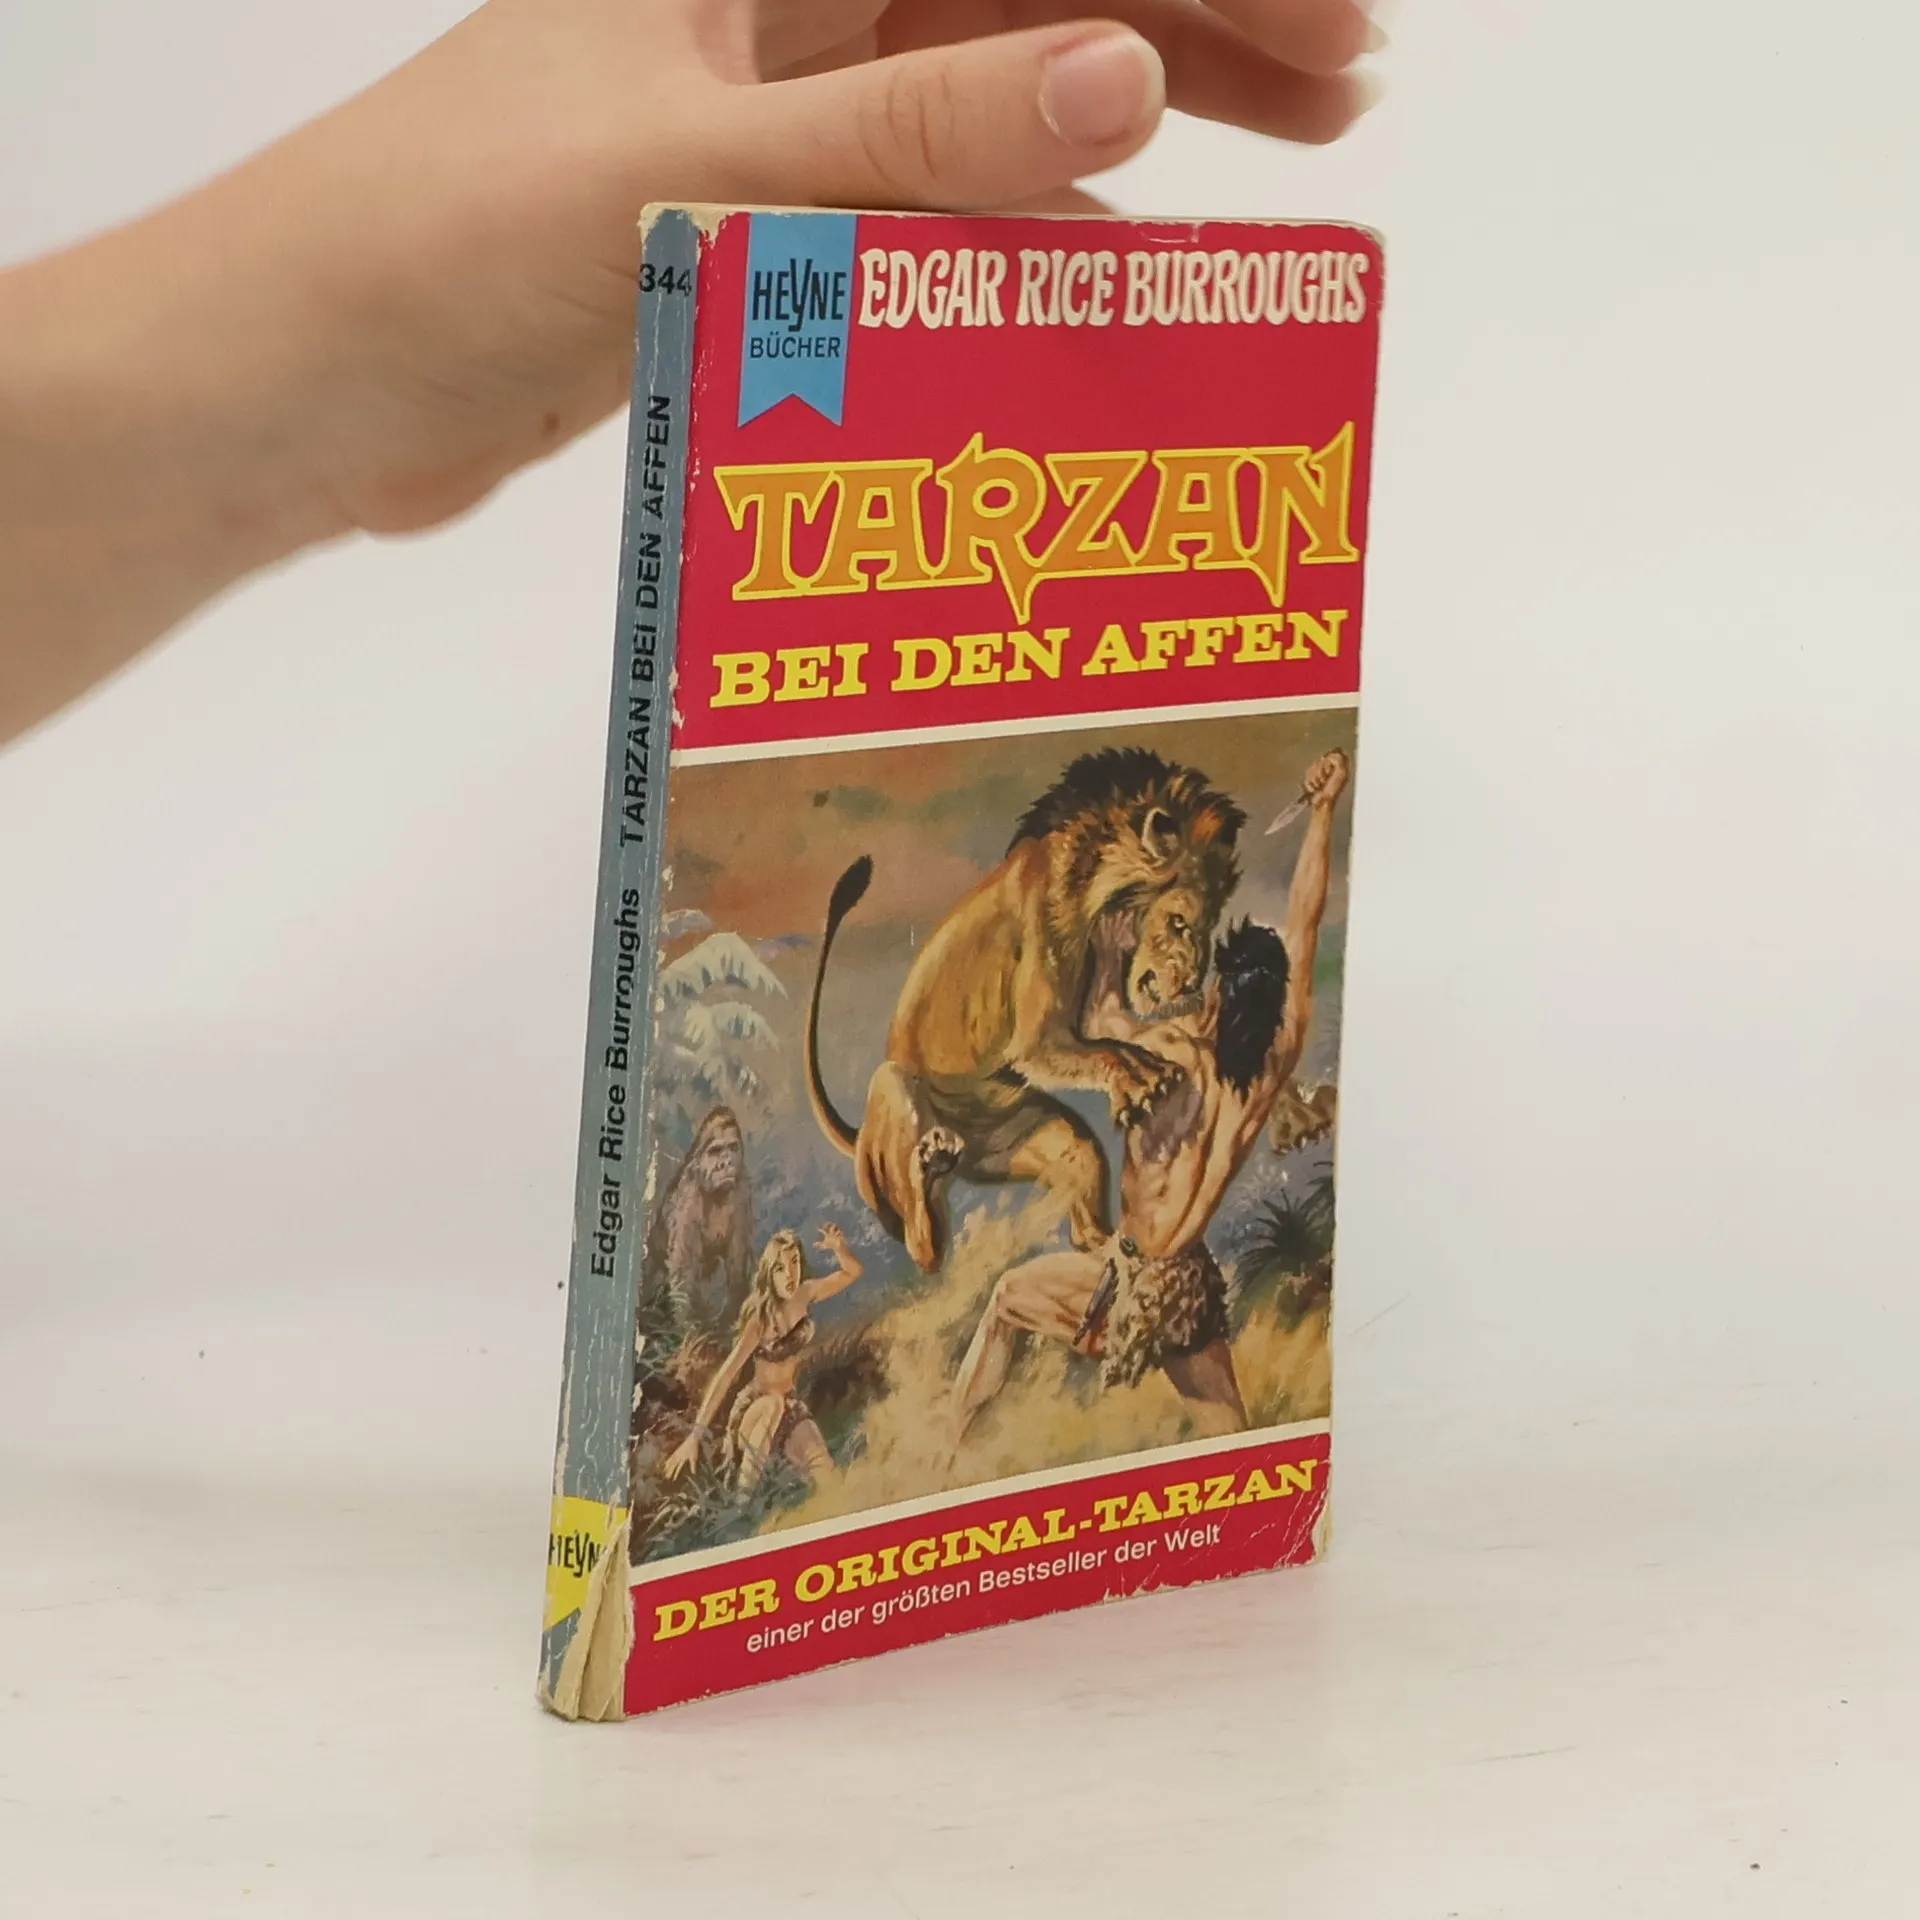 344
Edgar Rice Burroughs TARZAN BEI DEN AFFEN
HEYNE
HEYNE
BÜCHER
EDGAR RICE BURROUGHS
TARZAN
BEI DEN AFFEN
DER ORIGINAL-TARZAN
einer der größten Bestseller der Welt